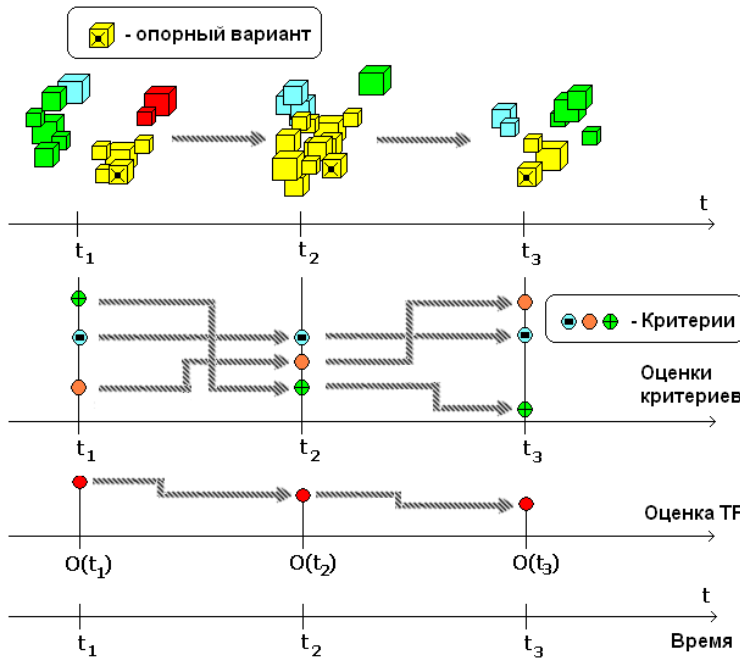 - опорный вариант
t
t1 t2 t3
- Критерии
Оценки
критериев
t1 t2 t3
Оценка ТР
O(t1) O(t2) O(t3)
t
t1 t2 t3
Время